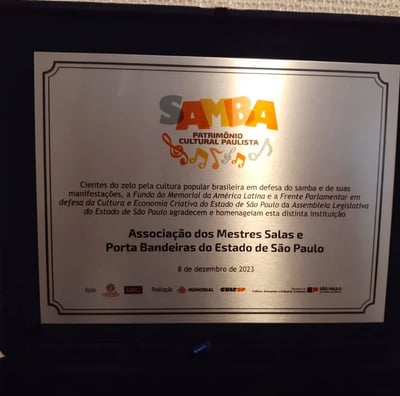 SAMBA
PATRIMÔNIO
CULTURAL PAULISTA
Cientes do zelo pela cultura popular brasileira em defesa do samba e de suas
manifestações, a Fundação Memorial da América Latina e a Frente Parlamentar em
defesa da Cultura e Economia Criativa do Estado de São Paulo da Assembleia Legislativa
do Estado de São Paulo agradecem e homenageiam esta distinta instituição
Associação dos Mestres Salas e
Porta Bandeiras do Estado de São Paulo
8 de dezembro de 2023
Apoio Realização MEMORIAL CULTSP SÃO PAULO